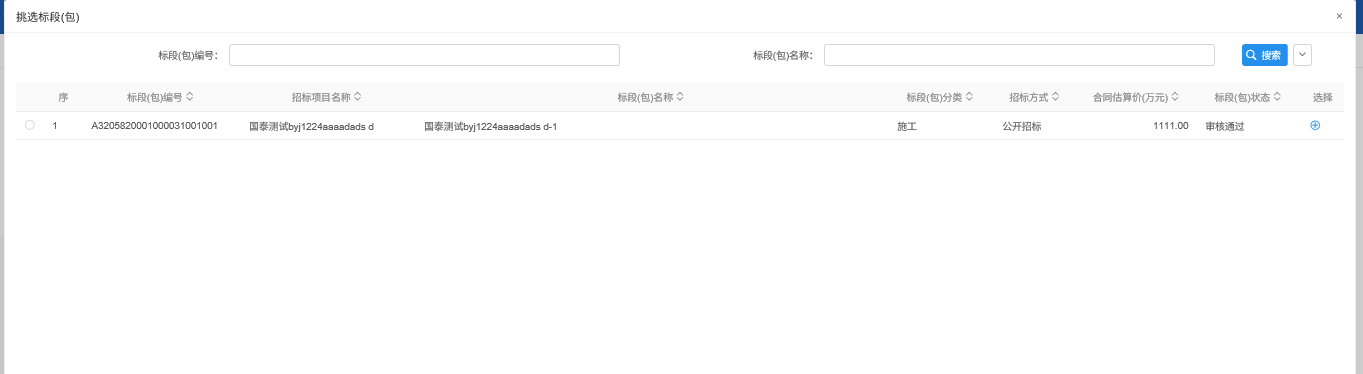 挑选标段(包) ×
标段(包)编号: 标段(包)名称: 搜索
序 标段(包)编号 招标项目名称 标段(包)名称 标段(包)分类 招标方式 合同估算价(万元) 标段(包)状态 选择
1 A3205820001000031001001 国泰测试byj1224aaaadads d 国泰测试byj1224aaaadads d-1 施工 公开招标 1111.00 审核通过